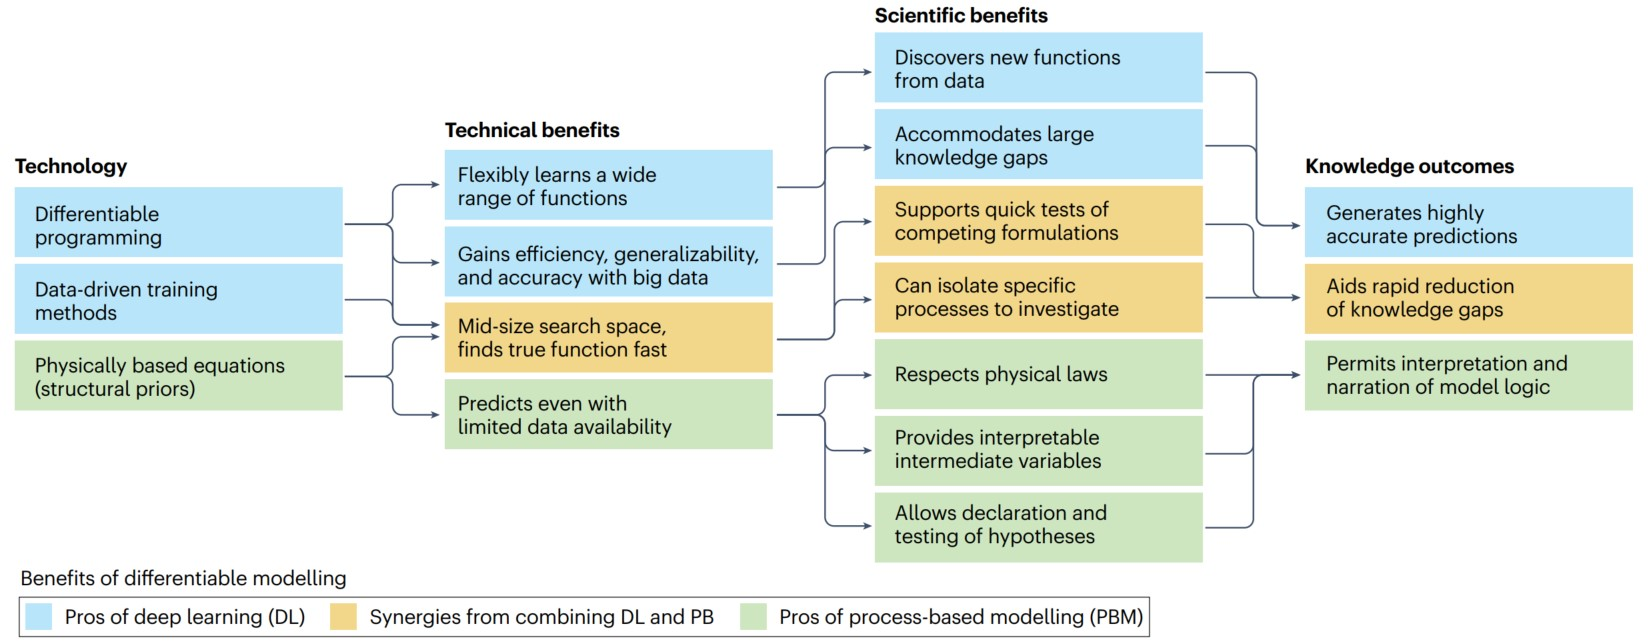 Technology
Differentiable
programming
Data-driven training
methods
Physically based equations
(structural priors)
Technical benefits
Flexibly learns a wide
range of functions
Gains efficiency, generalizability,
and accuracy with big data
Mid-size search space,
finds true function fast
Predicts even with
limited data availability
Scientific benefits
Discovers new functions
from data
Accommodates large
knowledge gaps
Supports quick tests of
competing formulations
Can isolate specific
processes to investigate
Respects physical laws
Provides interpretable
intermediate variables
Allows declaration and
testing of hypotheses
Knowledge outcomes
Generates highly
accurate predictions
Aids rapid reduction
of knowledge gaps
Permits interpretation and
narration of model logic
Benefits of differentiable modelling
Pros of deep learning (DL)
Synergies from combining DL and PB
Pros of process-based modelling (PBM)